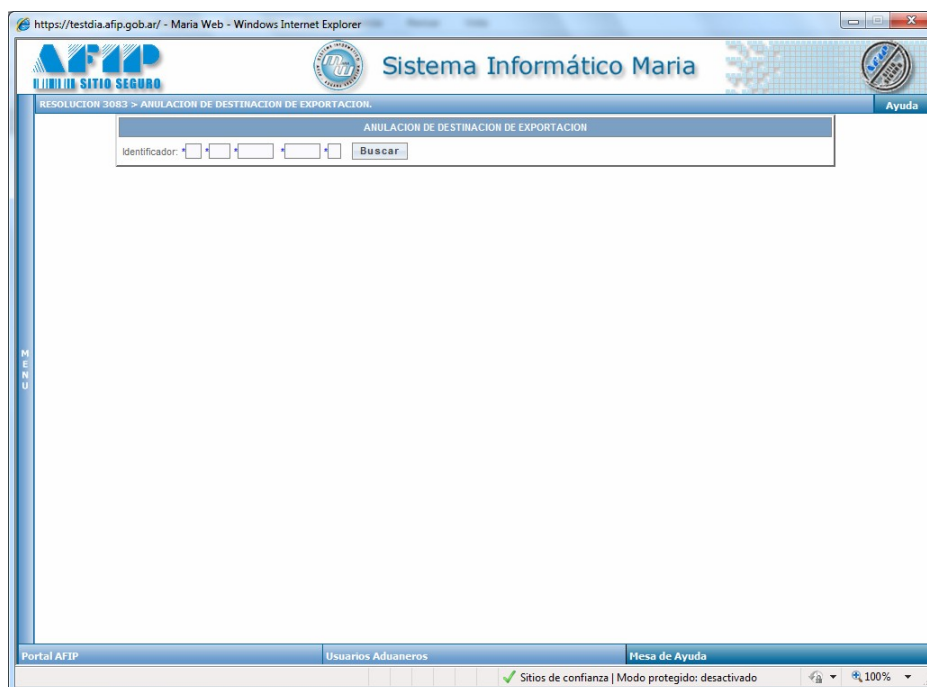 https://testdia.afip.gob.ar/ - Maria Web - Windows Internet Explorer
AFIP
SITIO SEGURO
Sistema Informático Maria
RESOLUCION 3083 > ANULACION DE DESTINACION DE EXPORTACION.
Ayuda
ANULACION DE DESTINACION DE EXPORTACION
Identificador: * * * * * Buscar
MENU
Portal AFIP
Usuarios Aduaneros
Mesa de Ayuda
Sitios de confianza | Modo protegido: desactivado
100%